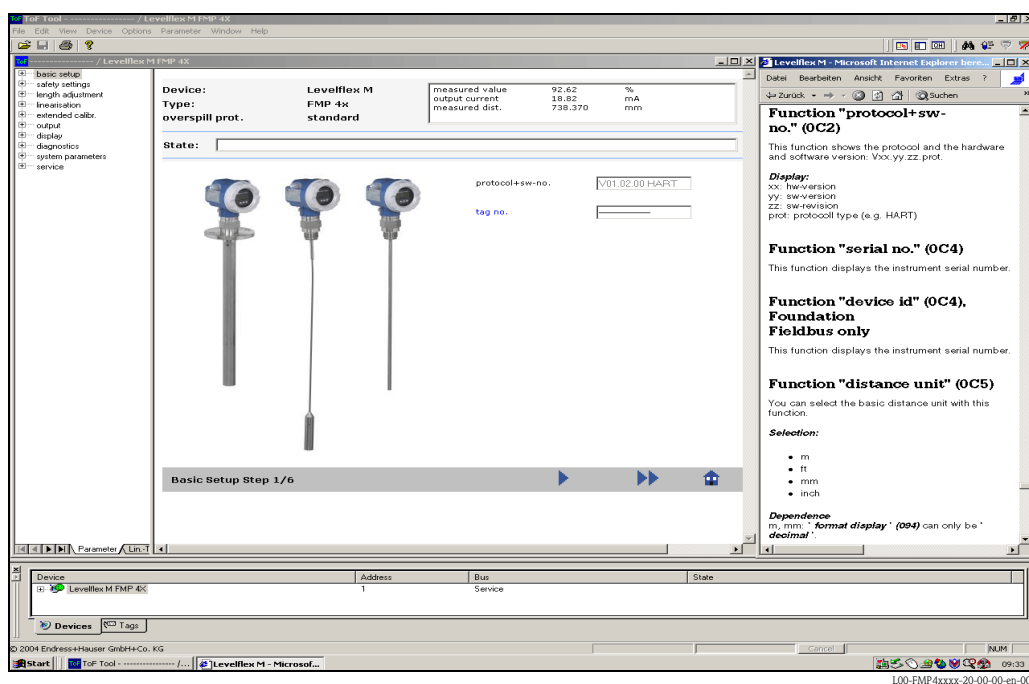 ToF Tool - ---------------- / Levelflex M FMP 4X
File Edit View Device Options Parameter Window Help
---------------- / Levelflex M FMP 4X
basic setup
safety settings
length adjustment
linearisation
extended calibr.
output
display
diagnostics
system parameters
service
Device: Levelflex M
Type: FMP 4x
overspill prot. standard
measured value 92.62 %
output current 18.82 mA
measured dist. 738.370 mm
State:
protocol+sw-no. V01.02.00 HART
tag no. ----------------
Basic Setup Step 1/6
Parameter Lin.-T
Levelflex M - Microsoft Internet Explorer bere...
Datei Bearbeiten Ansicht Favoriten Extras ?
Zurück Suchen
Function "protocol+sw-
no." (0C2)
This function shows the protocol and the hardware
and software version: Vxx.yy.zz.prot.
Display:
xx: hw-version
yy: sw-version
zz: sw-revision
prot: protocoll type (e.g. HART)
Function "serial no." (0C4)
This function displays the instrument serial number.
Function "device id" (0C4),
Foundation
Fieldbus only
This function displays the instrument serial number.
Function "distance unit" (0C5)
You can select the basic distance unit with this
function.
Selection:
• m
• ft
• mm
• inch
Dependence
m, mm: ' format display ' (094) can only be '
decimal '.
Device Address Bus State
Levelflex M FMP 4X 1 Service
Devices Tags
© 2004 Endress+Hauser GmbH+Co. KG Cancel NUM
Start ToF Tool - ---------------- /... Levelflex M - Microsof... 09:33
L00-FMP4xxxx-20-00-00-en-00